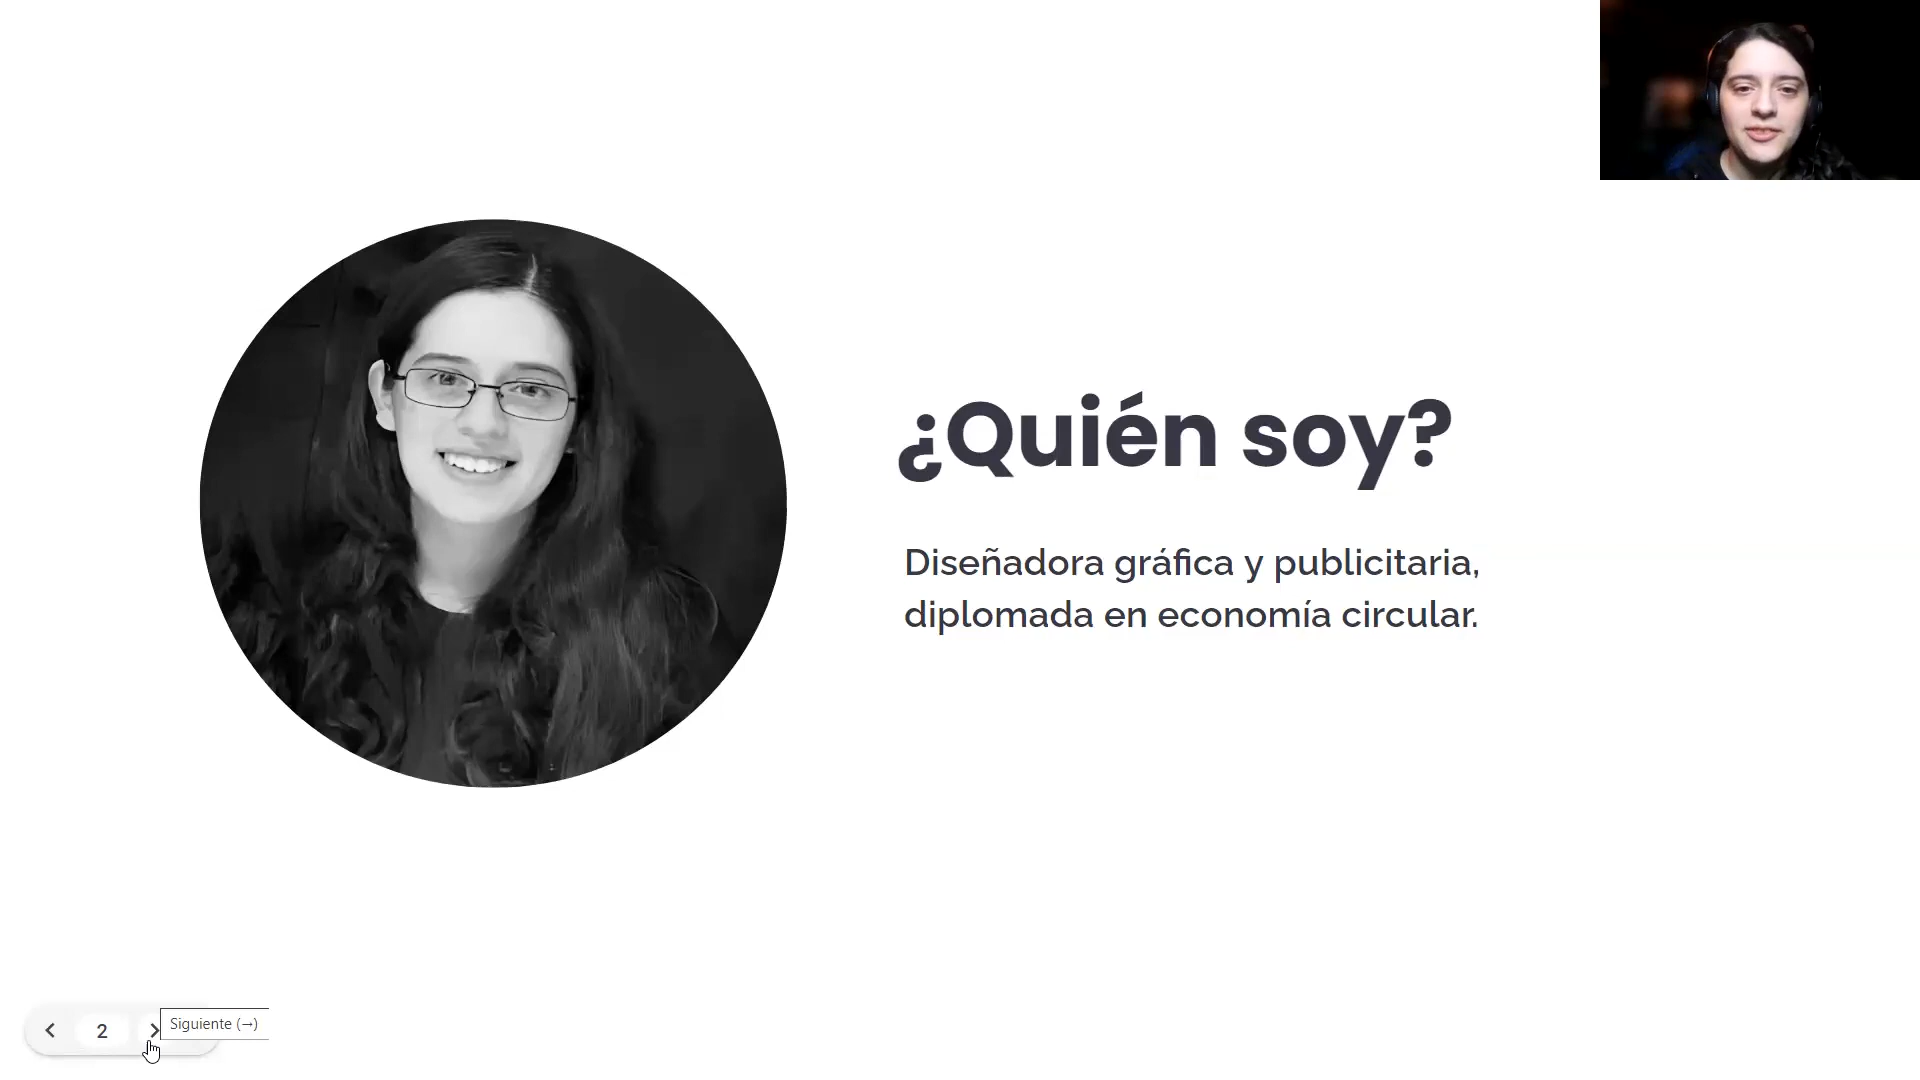 ¿Quién soy?
Diseñadora gráfica y publicitaria,
diplomada en economía circular.
2
Siguiente (→)